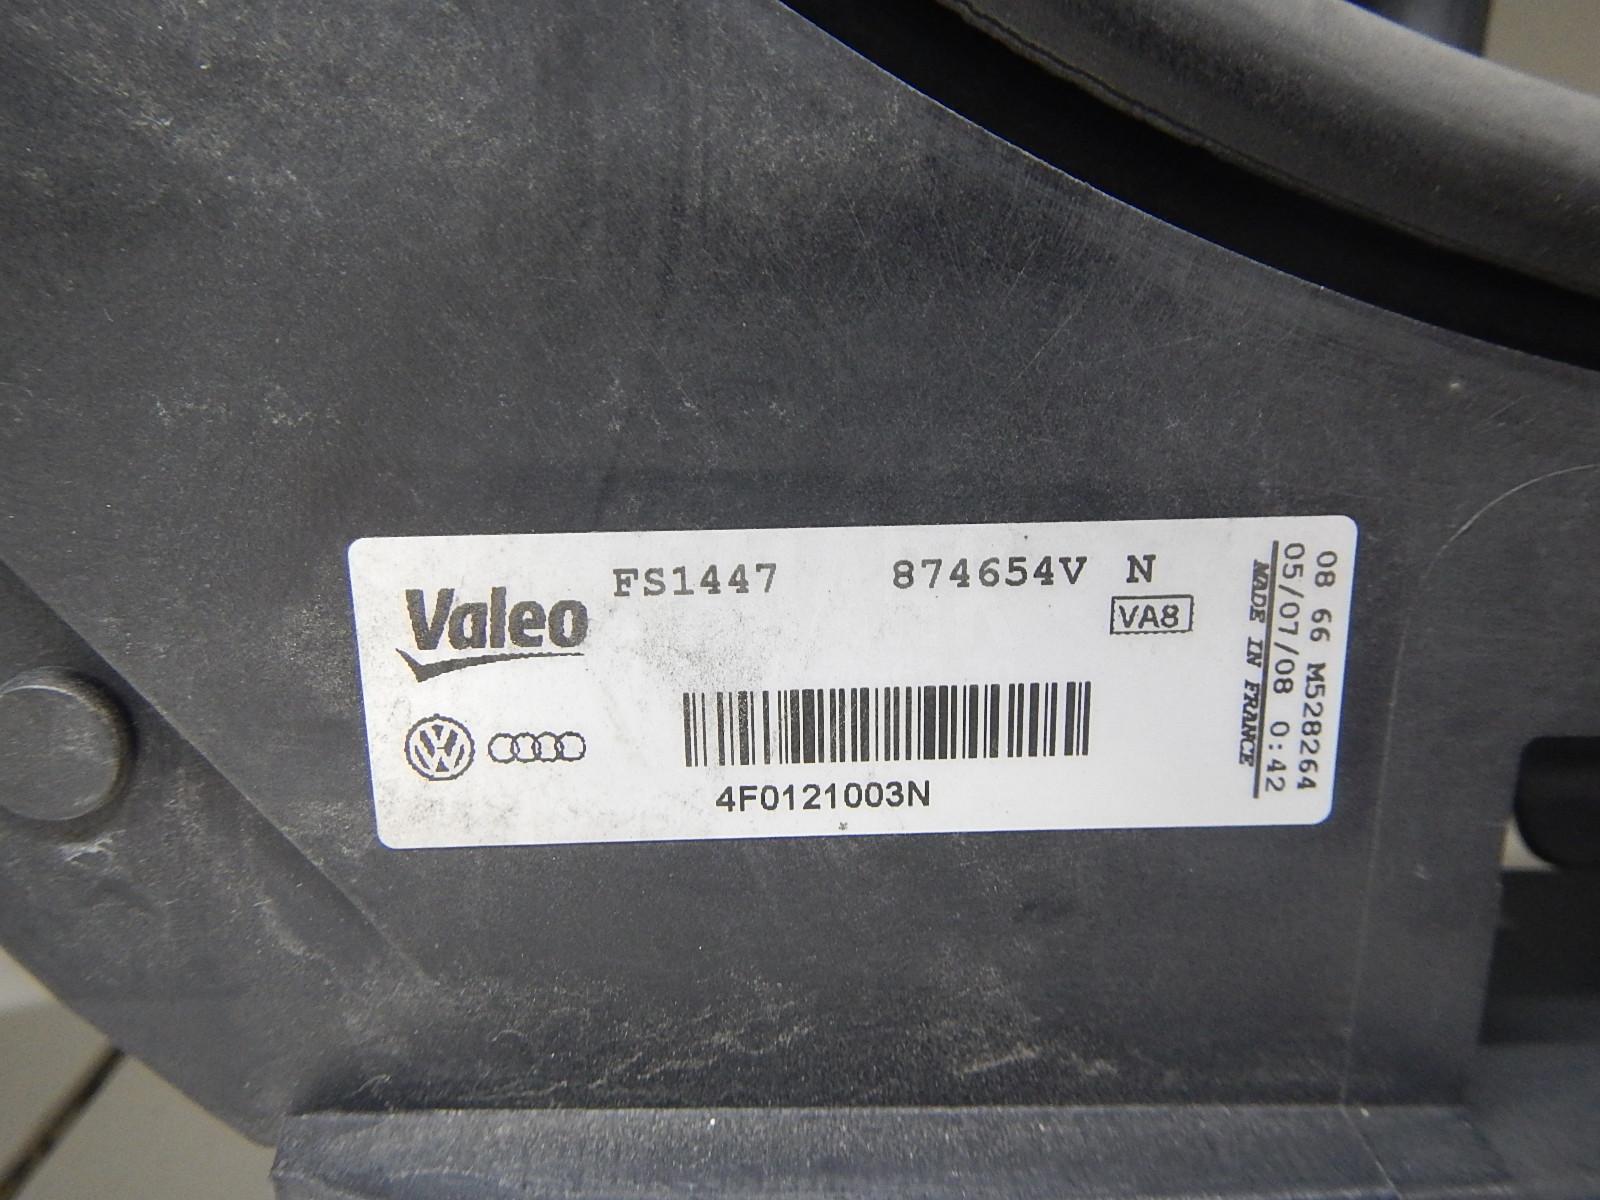 Valeo FS1447 874654V N
VA8
4F0121003N
08 66 M528264
05/07/08 0:42
MADE IN FRANCE